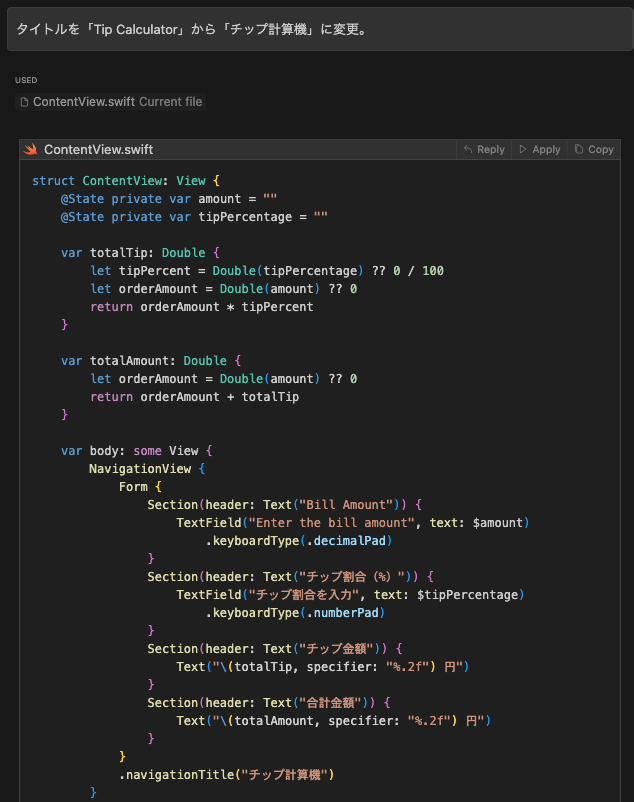 タイトルを「Tip Calculator」から「チップ計算機」に変更。
USED
ContentView.swift Current file
ContentView.swift Reply Apply Copy
struct ContentView: View {
    @State private var amount = ""
    @State private var tipPercentage = ""

    var totalTip: Double {
        let tipPercent = Double(tipPercentage) ?? 0 / 100
        let orderAmount = Double(amount) ?? 0
        return orderAmount * tipPercent
    }

    var totalAmount: Double {
        let orderAmount = Double(amount) ?? 0
        return orderAmount + totalTip
    }

    var body: some View {
        NavigationView {
            Form {
                Section(header: Text("Bill Amount")) {
                    TextField("Enter the bill amount", text: $amount)
                        .keyboardType(.decimalPad)
                }
                Section(header: Text("チップ割合（%）")) {
                    TextField("チップ割合を入力", text: $tipPercentage)
                        .keyboardType(.numberPad)
                }
                Section(header: Text("チップ金額")) {
                    Text("\(totalTip, specifier: "%.2f") 円")
                }
                Section(header: Text("合計金額")) {
                    Text("\(totalAmount, specifier: "%.2f") 円")
                }
            }
            .navigationTitle("チップ計算機")
        }